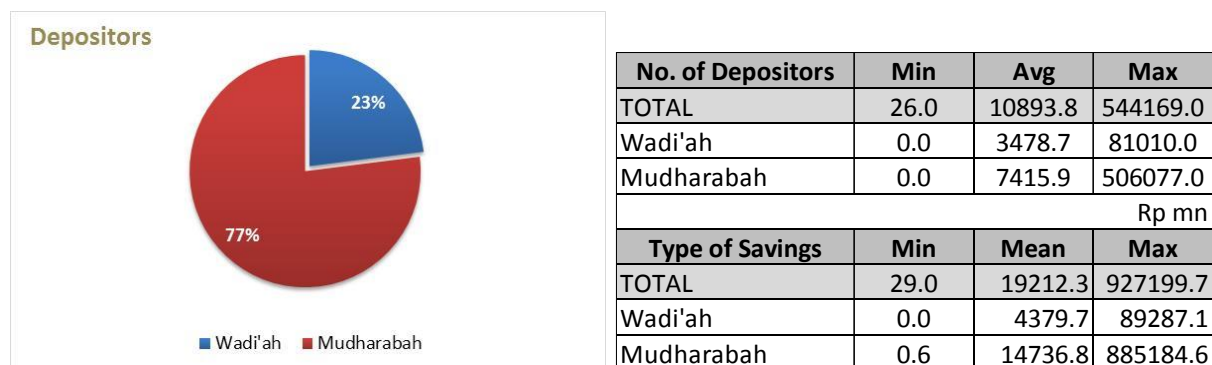 Depositors
23%
77%
Wadi'ah Mudharabah
No. of Depositors Min Avg Max
TOTAL 26.0 10893.8 544169.0
Wadi'ah 0.0 3478.7 81010.0
Mudharabah 0.0 7415.9 506077.0
Rp mn
Type of Savings Min Mean Max
TOTAL 29.0 19212.3 927199.7
Wadi'ah 0.0 4379.7 89287.1
Mudharabah 0.6 14736.8 885184.6